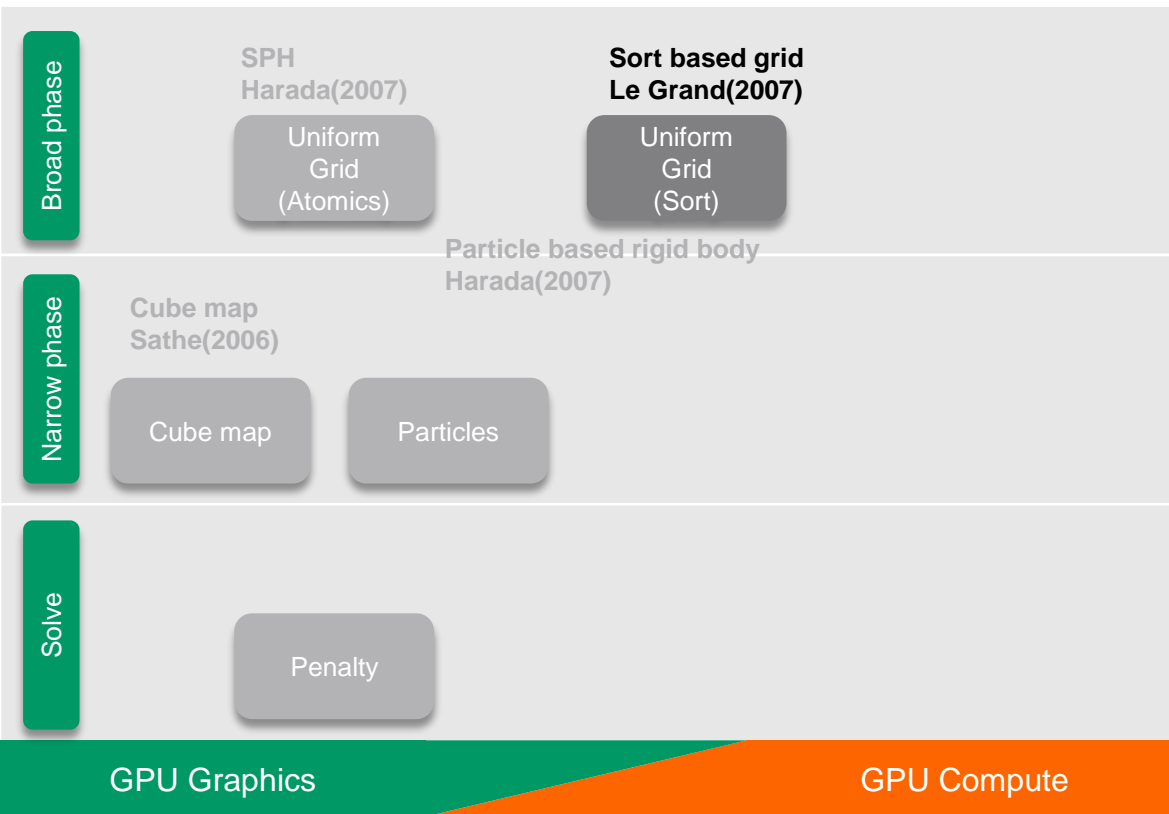 Broad phase
SPH
Harada(2007)
Uniform
Grid
(Atomics)
Sort based grid
Le Grand(2007)
Uniform
Grid
(Sort)
Particle based rigid body
Harada(2007)
Narrow phase
Cube map
Sathe(2006)
Cube map
Particles
Solve
Penalty
GPU Graphics
GPU Compute